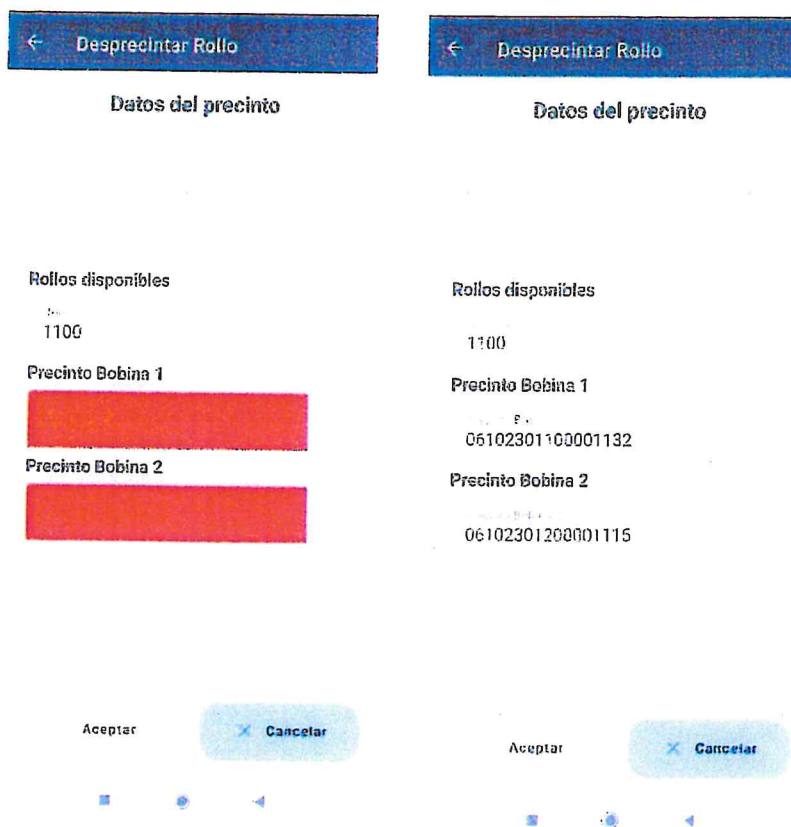 Desprecintar Rollo
Datos del precinto
Rollos disponibles
1100
Precinto Bobina 1
Precinto Bobina 2
Aceptar
Cancelar
Desprecintar Rollo
Datos del precinto
Rollos disponibles
1100
Precinto Bobina 1
06102301100001132
Precinto Bobina 2
06102301200001115
Aceptar
Cancelar